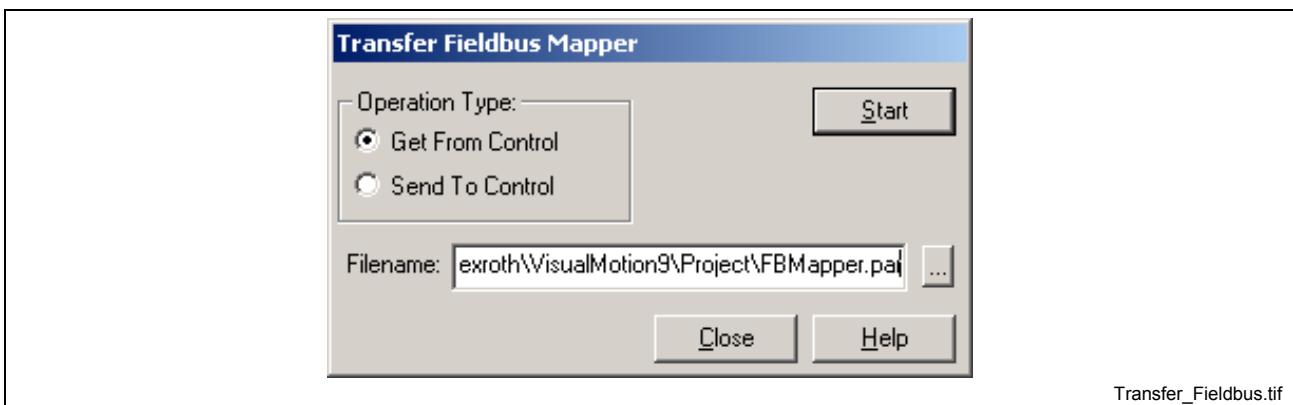 Transfer Fieldbus Mapper
Operation Type:
Start
Get From Control
Send To Control
Filename: exroth\VisualMotion9\Project\FBMapper.par ...
Close Help
Transfer_Fieldbus.tif